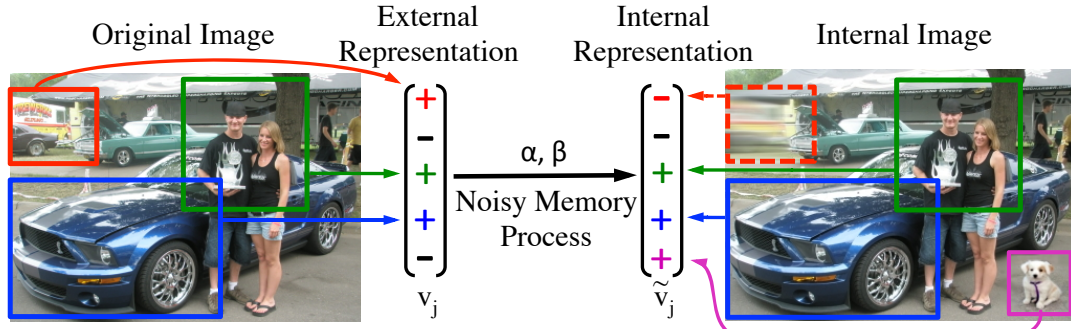 Original Image
External
Representation
Internal
Representation
Internal Image
+
−
+
+
−
v_j
α, β
Noisy Memory
Process
−
−
+
+
+
ṽ_j